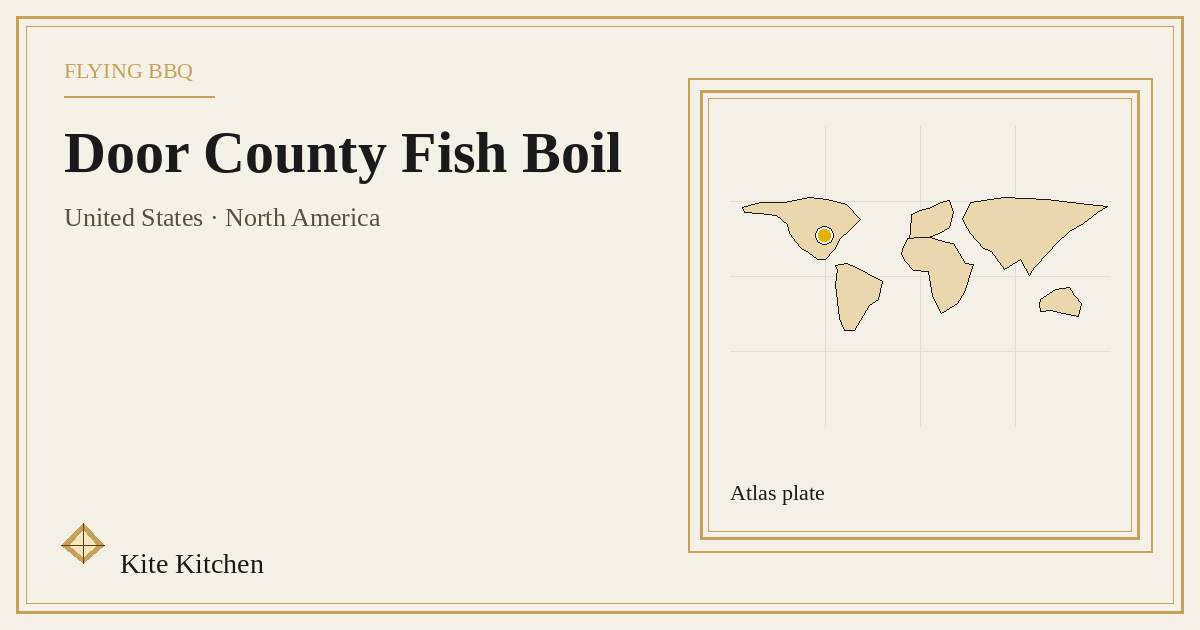 FLYING BBQ
Door County Fish Boil
United States · North America
Atlas plate
Kite Kitchen